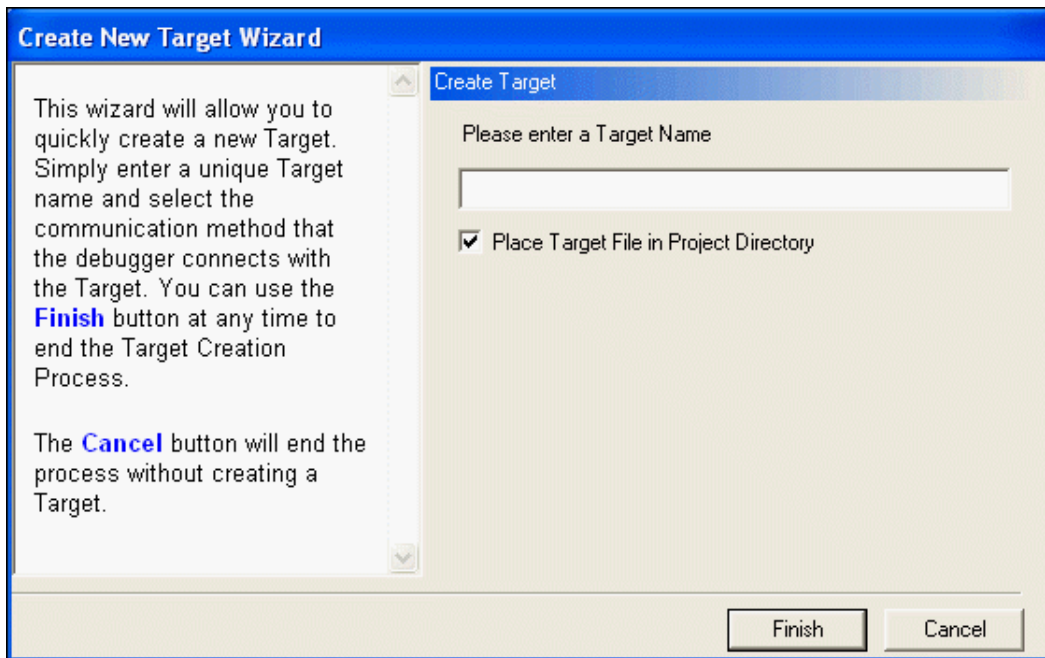 Create New Target Wizard
This wizard will allow you to
quickly create a new Target.
Simply enter a unique Target
name and select the
communication method that
the debugger connects with
the Target. You can use the
Finish button at any time to
end the Target Creation
Process.
The Cancel button will end the
process without creating a
Target.
Create Target
Please enter a Target Name
Place Target File in Project Directory
Finish
Cancel